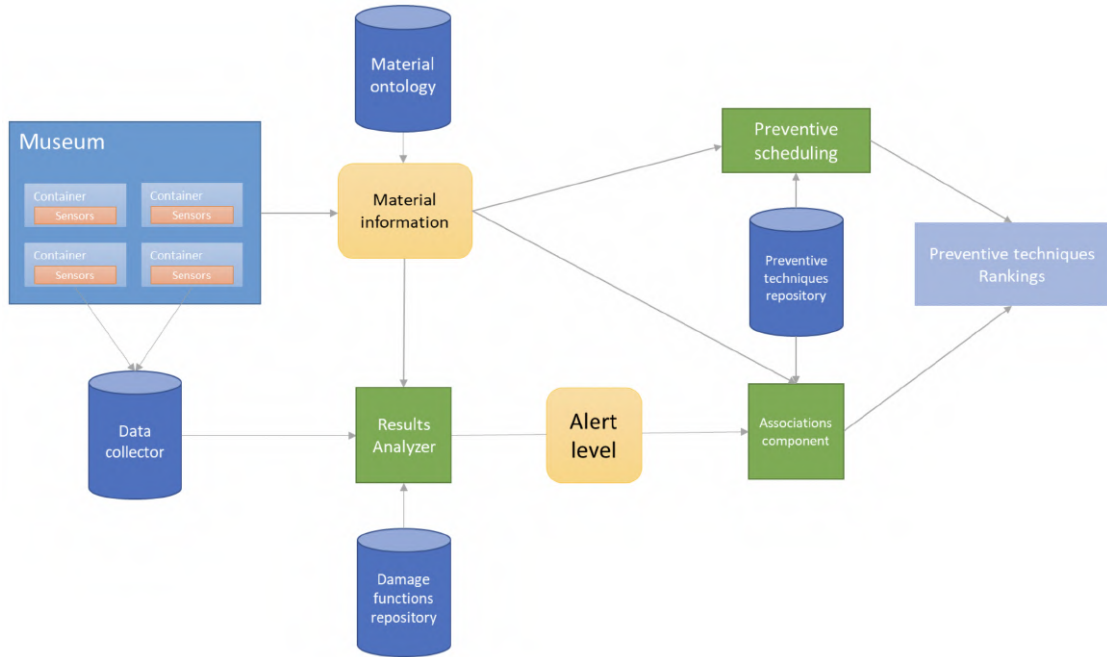 Material
ontology
Museum
Container
Sensors
Container
Sensors
Container
Sensors
Container
Sensors
Material
information
Preventive
scheduling
Preventive
techniques
repository
Preventive techniques
Rankings
Data
collector
Results
Analyzer
Alert
level
Associations
component
Damage
functions
repository